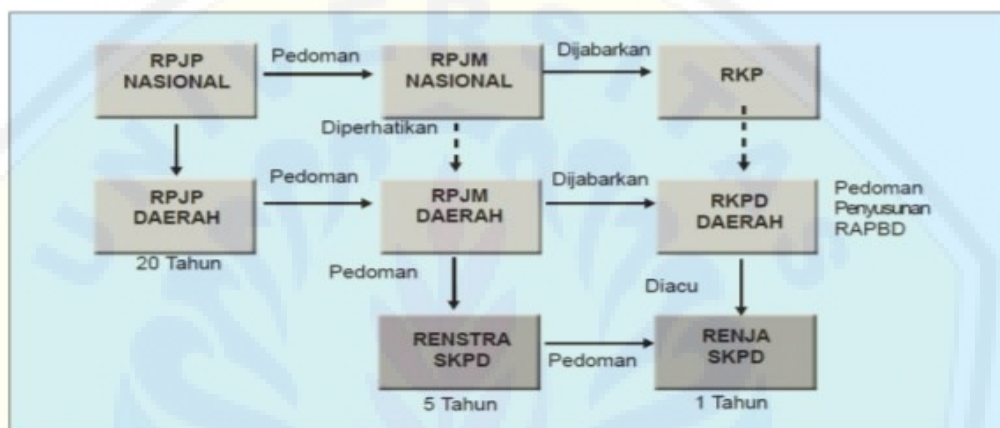 RPJP
NASIONAL
Pedoman
RPJM
NASIONAL
Dijabarkan
RKP
Diperhatikan
RPJP
DAERAH
20 Tahun
Pedoman
RPJM
DAERAH
Dijabarkan
RKPD
DAERAH
Pedoman
Penyusunan
RAPBD
Pedoman
Diacu
RENSTRA
SKPD
5 Tahun
Pedoman
RENJA
SKPD
1 Tahun
UNIVERSITAS